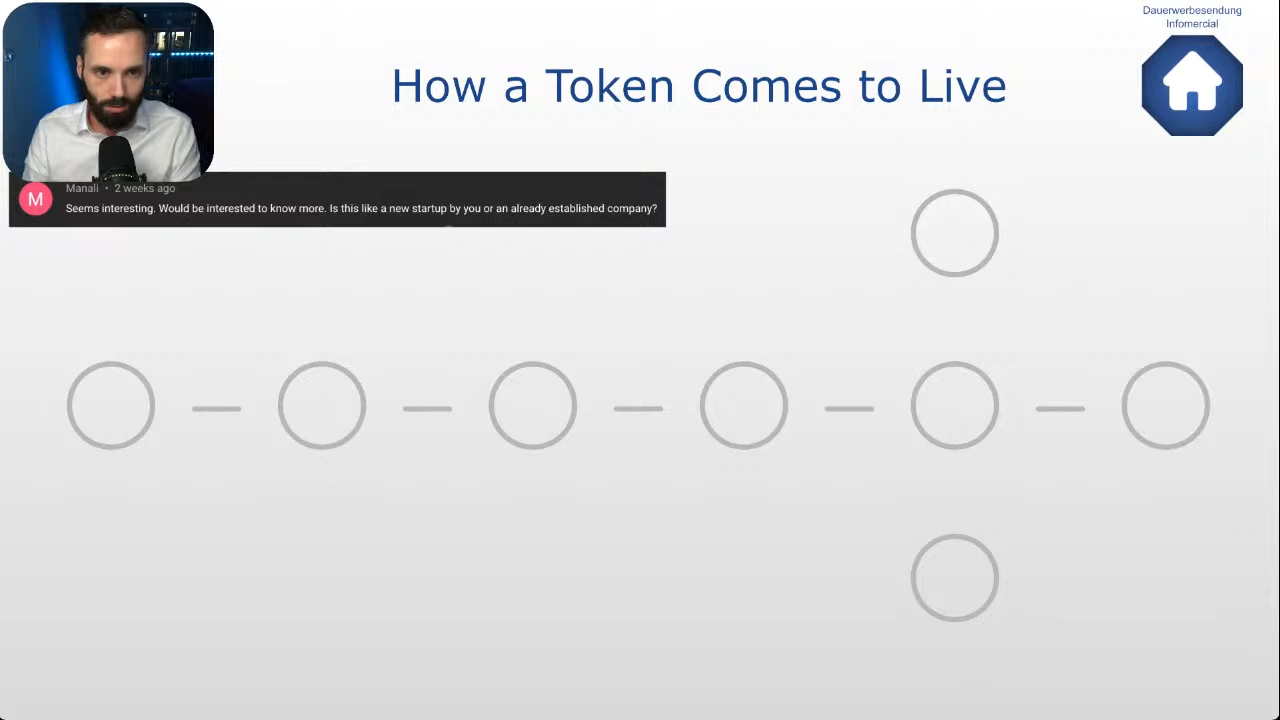 Dauerwerbesendung
Infomercial
How a Token Comes to Live
M
Manali • 2 weeks ago
Seems interesting. Would be interested to know more. Is this like a new startup by you or an already established company?